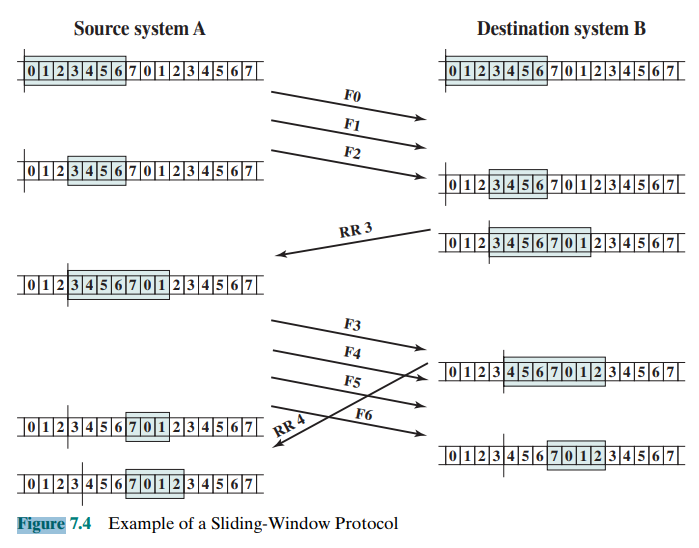 Source system A
Destination system B
0 1 2 3 4 5 6 7 0 1 2 3 4 5 6 7
0 1 2 3 4 5 6 7 0 1 2 3 4 5 6 7
F0
F1
F2
0 1 2 3 4 5 6 7 0 1 2 3 4 5 6 7
0 1 2 3 4 5 6 7 0 1 2 3 4 5 6 7
RR 3
0 1 2 3 4 5 6 7 0 1 2 3 4 5 6 7
0 1 2 3 4 5 6 7 0 1 2 3 4 5 6 7
F3
F4
F5
0 1 2 3 4 5 6 7 0 1 2 3 4 5 6 7
F6
RR 4
0 1 2 3 4 5 6 7 0 1 2 3 4 5 6 7
0 1 2 3 4 5 6 7 0 1 2 3 4 5 6 7
0 1 2 3 4 5 6 7 0 1 2 3 4 5 6 7
Figure 7.4 Example of a Sliding-Window Protocol